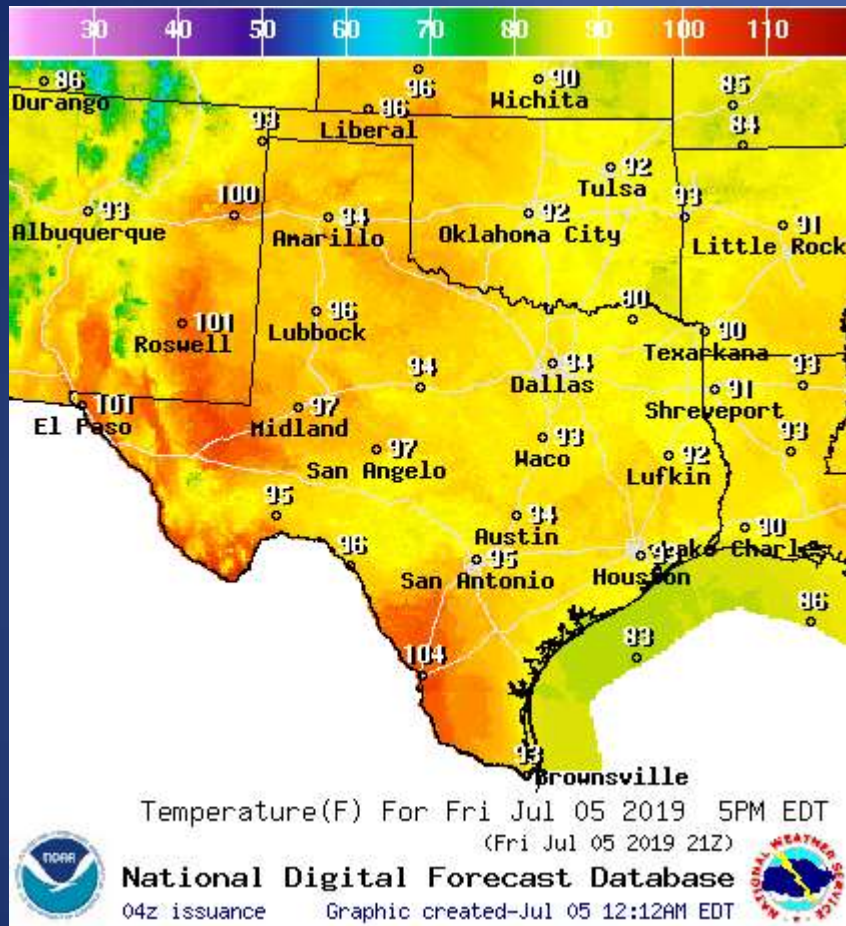 30 40 50 60 70 80 90 100 110
86 Durango
96
96 Liberal
90 Wichita
85
84
93
92 Tulsa
93 Albuquerque
100
94 Amarillo
92 Oklahoma City
93
91 Little Rock
101 Roswell
96 Lubbock
90
90 Texarkana
94 Dallas
94
91 Shreveport
93
101 El Paso
97 Midland
97 San Angelo
93 Waco
92 Lufkin
93
95
94 Austin
90 Lake Charles
96
95 San Antonio
93 Houston
86
83
104
93
Brownsville
Temperature(F) For Fri Jul 05 2019 5PM EDT
(Fri Jul 05 2019 21Z)
NOAA
National Digital Forecast Database
04z issuance Graphic created-Jul 05 12:12AM EDT
NATIONAL WEATHER SERVICE